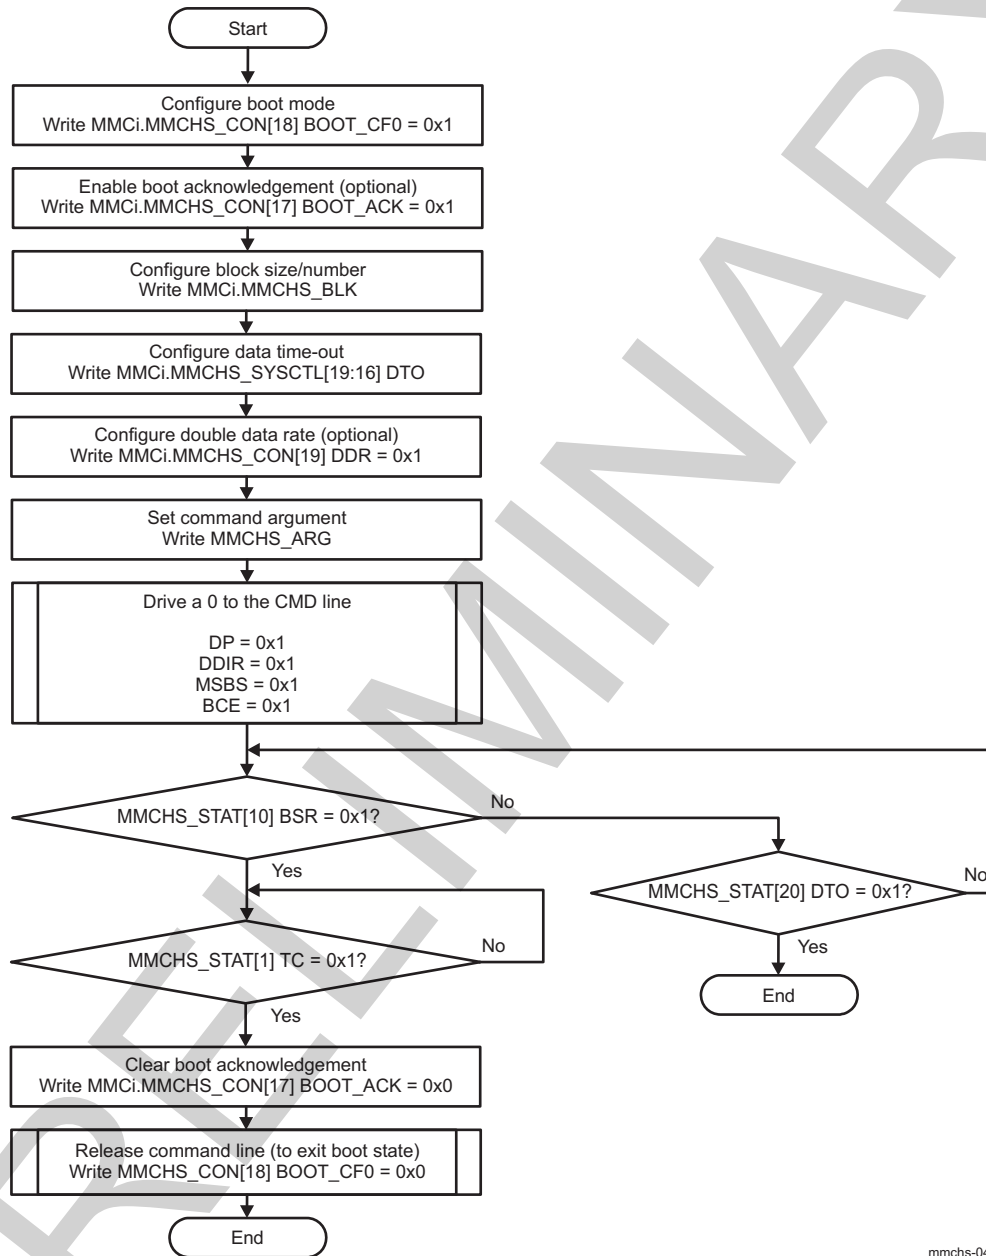 Start
Configure boot mode
Write MMCi.MMCHS_CON[18] BOOT_CF0 = 0x1
Enable boot acknowledgement (optional)
Write MMCi.MMCHS_CON[17] BOOT_ACK = 0x1
Configure block size/number
Write MMCi.MMCHS_BLK
Configure data time-out
Write MMCi.MMCHS_SYSCTL[19:16] DTO
Configure double data rate (optional)
Write MMCi.MMCHS_CON[19] DDR = 0x1
Set command argument
Write MMCHS_ARG
Drive a 0 to the CMD line
DP = 0x1
DDIR = 0x1
MSBS = 0x1
BCE = 0x1
MMCHS_STAT[10] BSR = 0x1?
No
Yes
MMCHS_STAT[20] DTO = 0x1?
No
Yes
End
MMCHS_STAT[1] TC = 0x1?
No
Yes
Clear boot acknowledgement
Write MMCi.MMCHS_CON[17] BOOT_ACK = 0x0
Release command line (to exit boot state)
Write MMCHS_CON[18] BOOT_CF0 = 0x0
End
mmchs-04
RELIMINARY